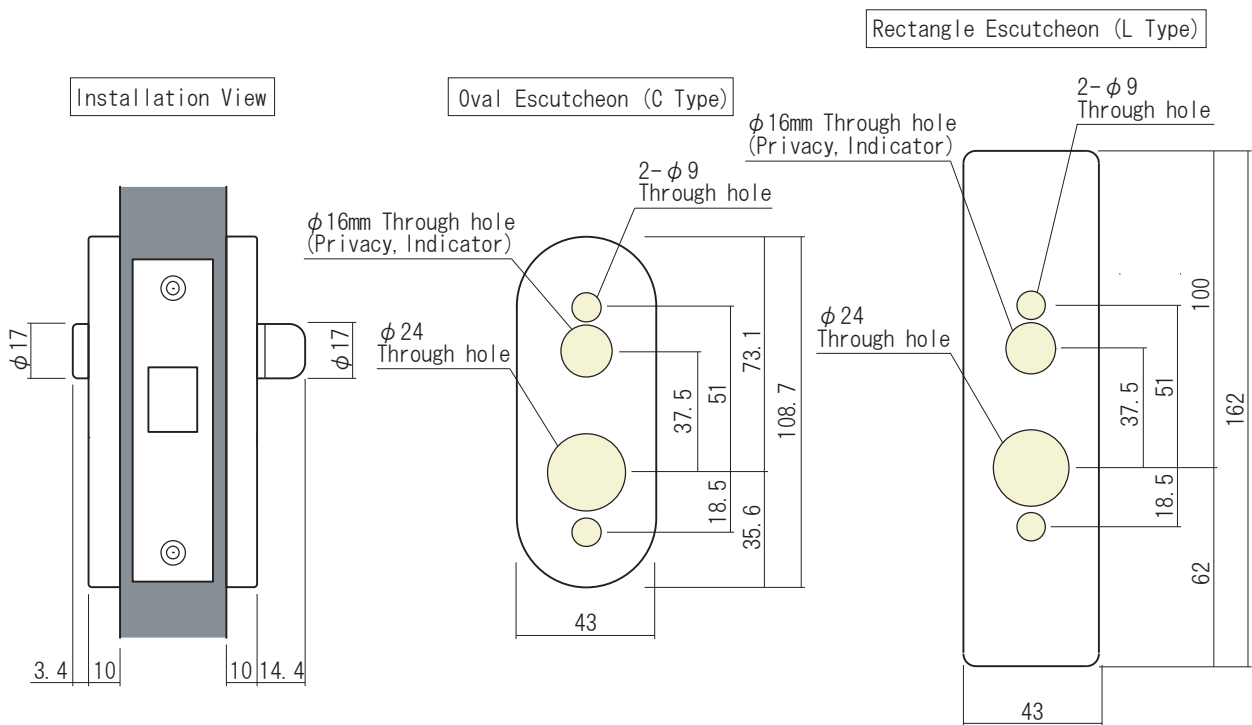 Installation View
φ17
φ17
3.4
10
10
14.4
Oval Escutcheon (C Type)
2-φ9
Through hole
φ16mm Through hole
(Privacy, Indicator)
φ24
Through hole
37.5
51
18.5
73.1
35.6
108.7
43
Rectangle Escutcheon (L Type)
2-φ9
Through hole
φ16mm Through hole
(Privacy, Indicator)
φ24
Through hole
37.5
51
18.5
100
62
162
43